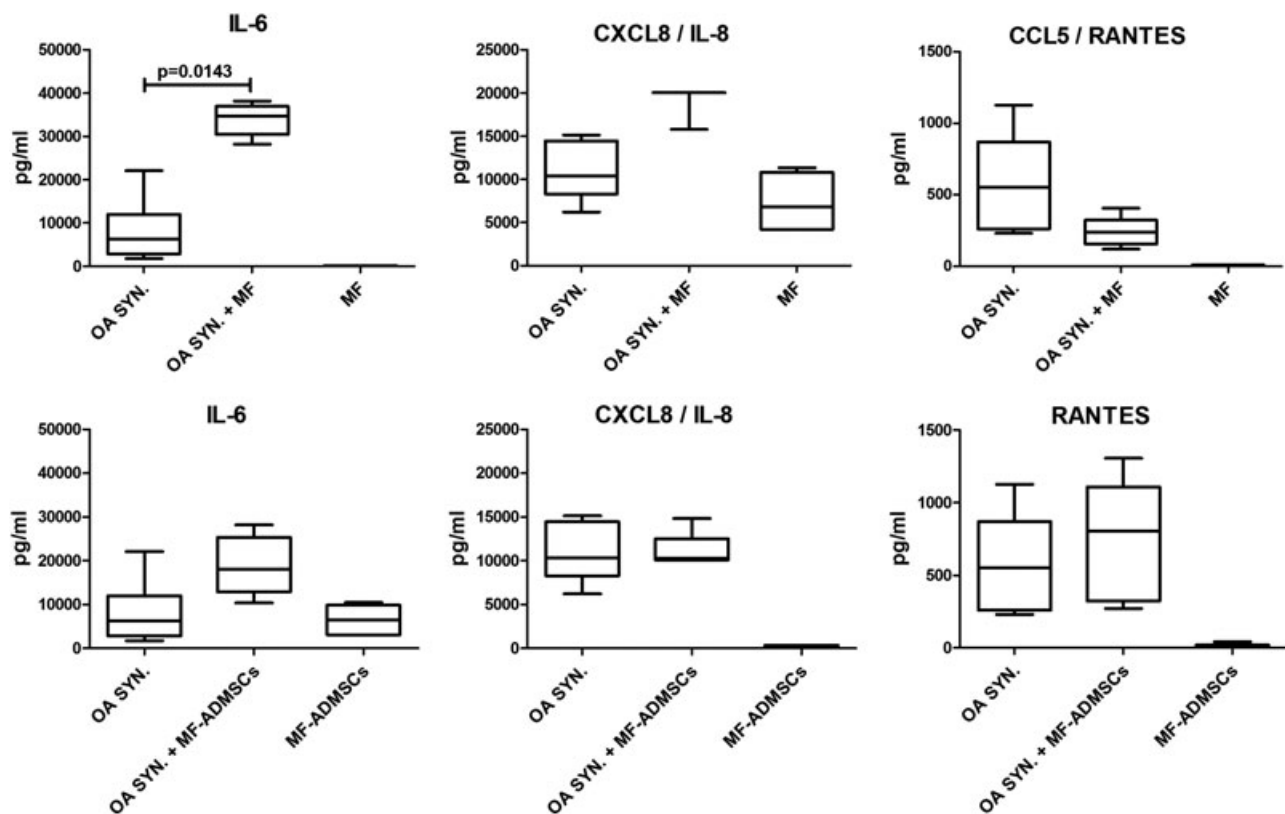 IL-6
50000
40000
30000
20000
10000
0
pg/ml
p=0.0143
OA SYN.
OA SYN. + MF
MF
CXCL8 / IL-8
25000
20000
15000
10000
5000
0
pg/ml
OA SYN.
OA SYN. + MF
MF
CCL5 / RANTES
1500
1000
500
0
pg/ml
OA SYN.
OA SYN. + MF
MF
IL-6
50000
40000
30000
20000
10000
0
pg/ml
OA SYN.
OA SYN. + MF-ADMSCs
MF-ADMSCs
CXCL8 / IL-8
25000
20000
15000
10000
5000
0
pg/ml
OA SYN.
OA SYN. + MF-ADMSCs
MF-ADMSCs
RANTES
1500
1000
500
0
pg/ml
OA SYN.
OA SYN. + MF-ADMSCs
MF-ADMSCs